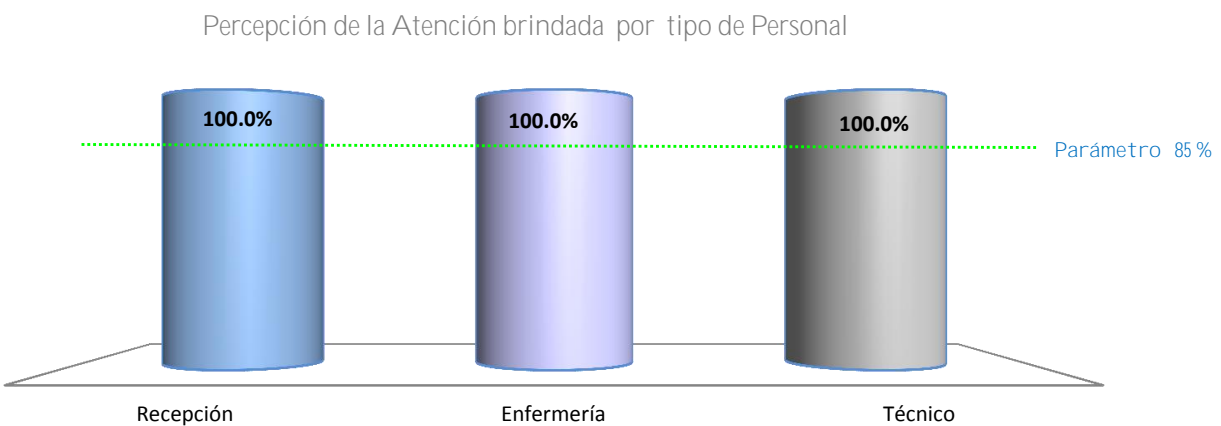 Percepción de la Atención brindada por tipo de Personal
100.0%
100.0%
100.0%
Parámetro 85 %
Recepción
Enfermería
Técnico